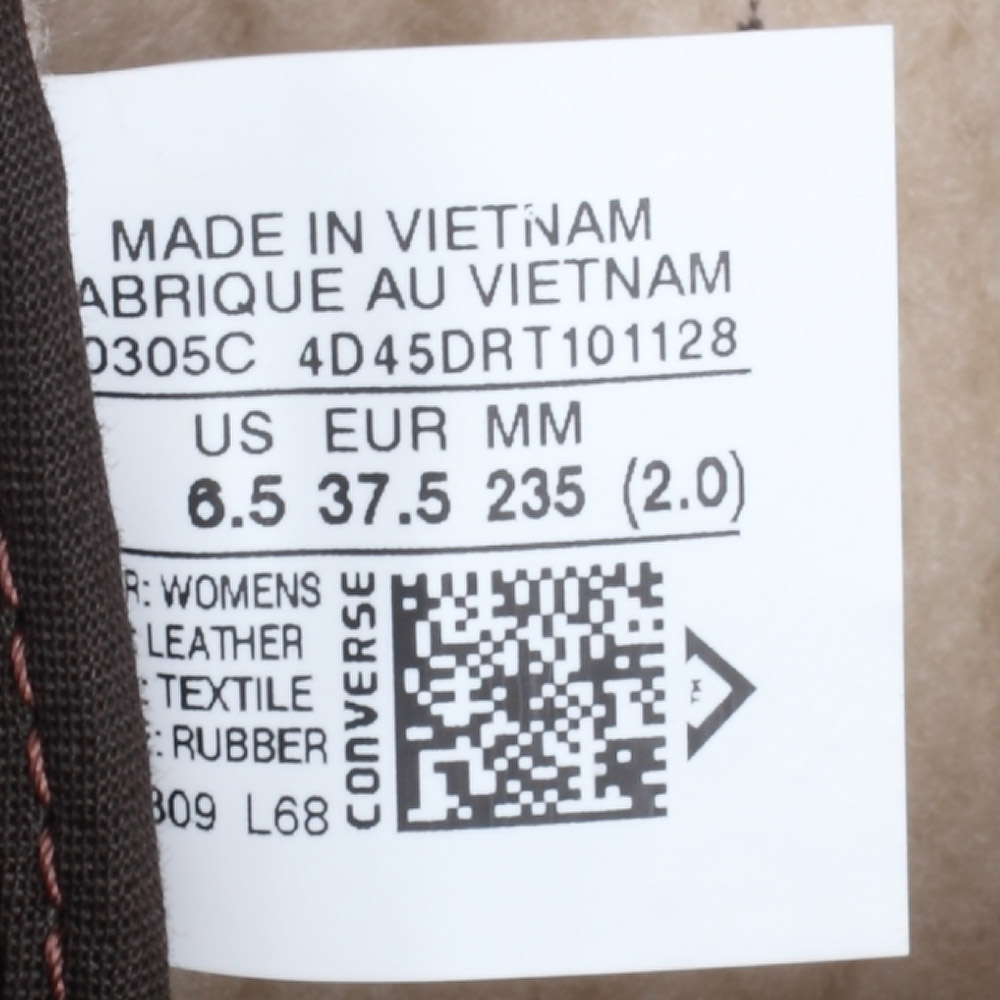 MADE IN VIETNAM
ABRIQUE AU VIETNAM
0305C 4D45DRT101128
US EUR MM
6.5 37.5 235 (2.0)
R: WOMENS
: LEATHER
: TEXTILE
: RUBBER
309 L68
CONVERSE
TM